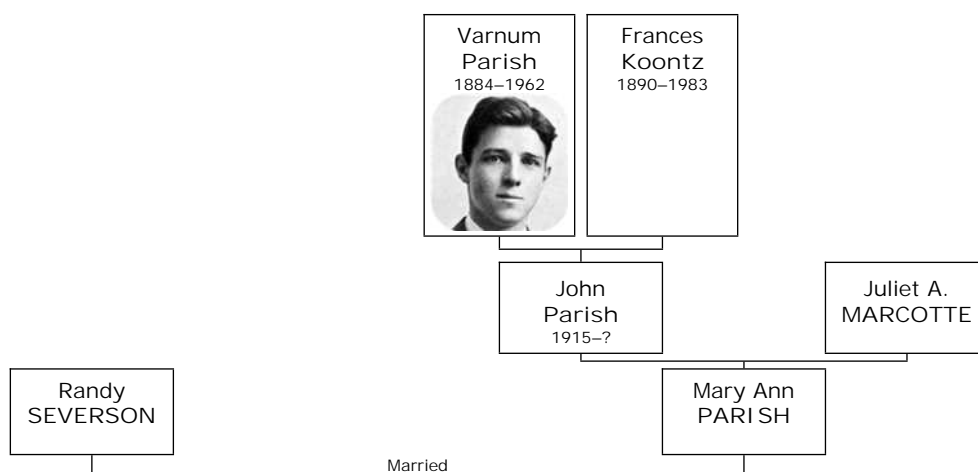 Varnum
Parish
1884–1962
Frances
Koontz
1890–1983
John
Parish
1915–?
Juliet A.
MARCOTTE
Randy
SEVERSON
Mary Ann
PARISH
Married